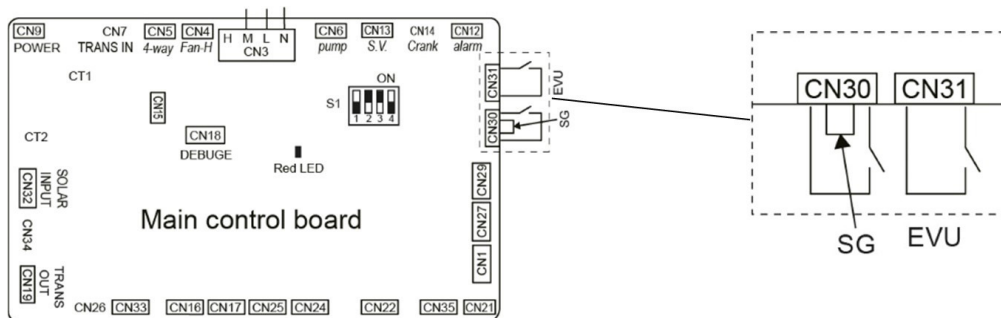 CN9 CN7 CN5 CN4 H M L N CN6 CN13 CN14 CN12
POWER TRANS IN 4-way Fan-H CN3 pump S.V. Crank alarm
CT1
CT2
CN15
CN18
DEBUGE
S1
ON
1 2 3 4
Red LED
CN31
EVU
CN30
SG
CN29
CN27
CN1
SOLAR
INPUT
CN32
CN34
TRANS
OUT
CN19
Main control board
CN26 CN33 CN16 CN17 CN25 CN24 CN22 CN35 CN21
CN30 CN31
SG EVU